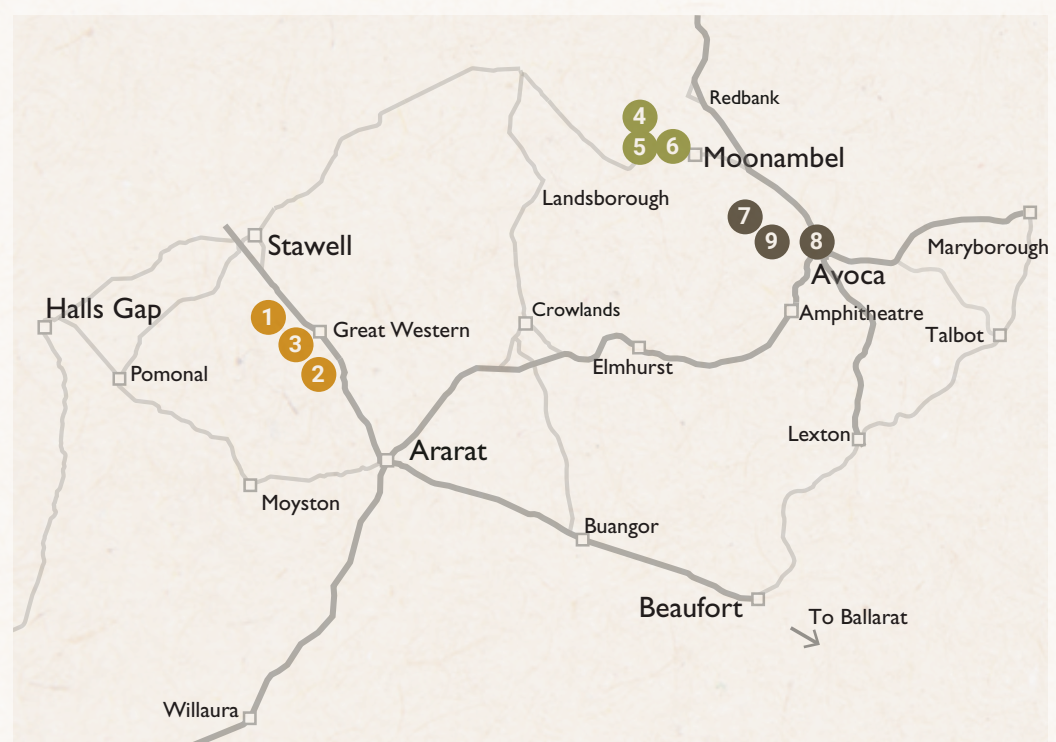 Redbank
4
5
6
Moonambel
Landsborough
7
9
8
Maryborough
Stawell
Avoca
Halls Gap
1
Great Western
Crowlands
Amphitheatre
3
Talbot
2
Pomonal
Elmhurst
Lexton
Ararat
Moyston
Buangor
Beaufort
To Ballarat
Willaura